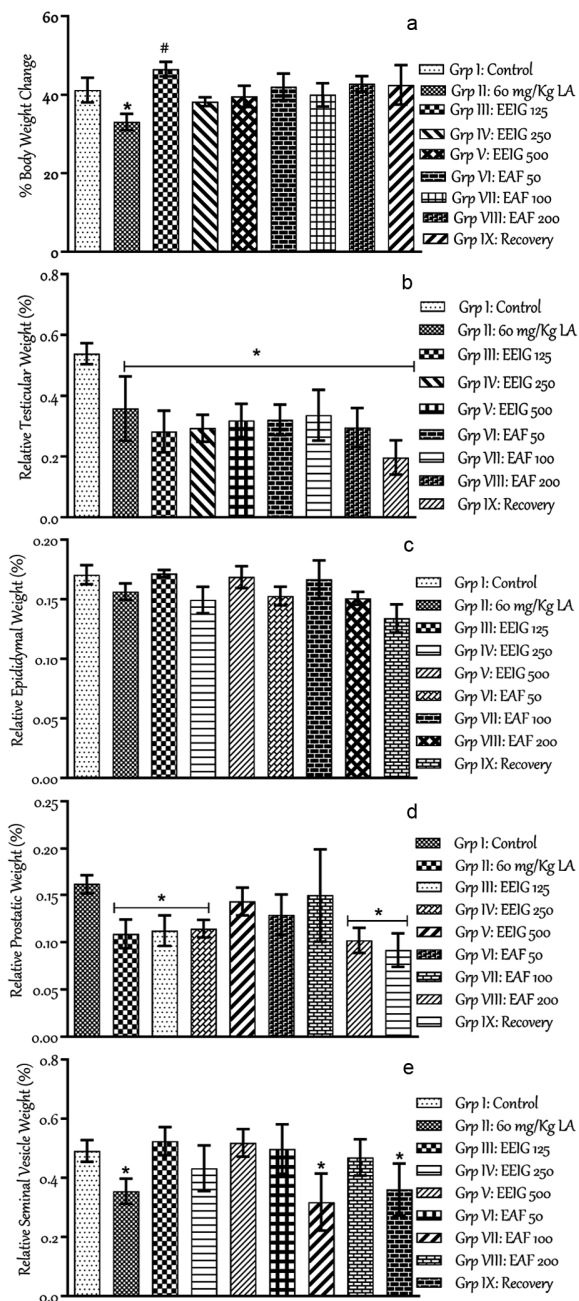 a
% Body Weight Change
60
40
20
0
*
#
Grp I: Control
Grp II: 60 mg/Kg LA
Grp III: EEIG 125
Grp IV: EEIG 250
Grp V: EEIG 500
Grp VI: EAF 50
Grp VII: EAF 100
Grp VIII: EAF 200
Grp IX: Recovery
b
Relative Testicular Weight (%)
0.8
0.6
0.4
0.2
0.0
*
Grp I: Control
Grp II: 60 mg/Kg LA
Grp III: EEIG 125
Grp IV: EEIG 250
Grp V: EEIG 500
Grp VI: EAF 50
Grp VII: EAF 100
Grp VIII: EAF 200
Grp IX: Recovery
c
Relative Epididymal Weight (%)
0.20
0.15
0.10
0.05
0.00
Grp I: Control
Grp II: 60 mg/Kg LA
Grp III: EEIG 125
Grp IV: EEIG 250
Grp V: EEIG 500
Grp VI: EAF 50
Grp VII: EAF 100
Grp VIII: EAF 200
Grp IX: Recovery
d
Relative Prostatic Weight (%)
0.25
0.20
0.15
0.10
0.05
0.00
*
*
Grp I: Control
Grp II: 60 mg/Kg LA
Grp III: EEIG 125
Grp IV: EEIG 250
Grp V: EEIG 500
Grp VI: EAF 50
Grp VII: EAF 100
Grp VIII: EAF 200
Grp IX: Recovery
e
Relative Seminal Vesicle Weight (%)
0.8
0.6
0.4
0.2
0.0
*
*
*
Grp I: Control
Grp II: 60 mg/Kg LA
Grp III: EEIG 125
Grp IV: EEIG 250
Grp V: EEIG 500
Grp VI: EAF 50
Grp VII: EAF 100
Grp VIII: EAF 200
Grp IX: Recovery